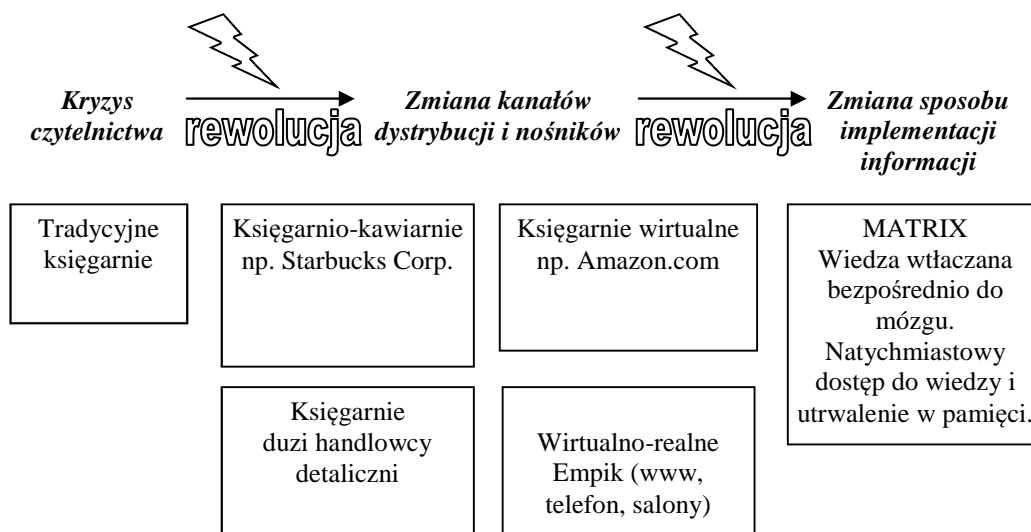 Kryzys
czytelnictwa
rewolucja
Zmiana kanałów
dystrybucji i nośników
rewolucja
Zmiana sposobu
implementacji
informacji
Tradycyjne
księgarnie
Księgarnio-kawiarnie
np. Starbucks Corp.
Księgarnie wirtualne
np. Amazon.com
MATRIX
Wiedza wtłaczana
bezpośrednio do
mózgu.
Natychmiastowy
dostęp do wiedzy i
utrwalenie w pamięci.
Księgarnie
duzi handlowcy
detaliczni
Wirtualno-realne
Empik (www,
telefon, salony)